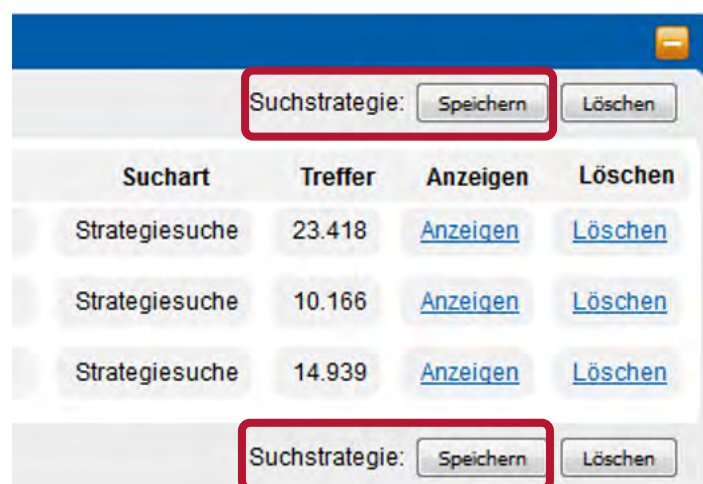 Suchstrategie: Speichern Löschen
Suchart Treffer Anzeigen Löschen
Strategiesuche 23.418 Anzeigen Löschen
Strategiesuche 10.166 Anzeigen Löschen
Strategiesuche 14.939 Anzeigen Löschen
Suchstrategie: Speichern Löschen